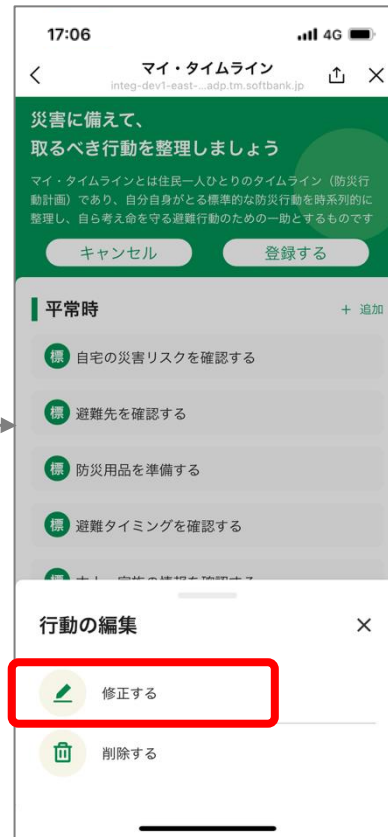 17:06
4G
マイ・タイムライン
integ-dev1-east-...adp.tm.softbank.jp
災害に備えて、
取るべき行動を整理しましょう
マイ・タイムラインとは住民一人ひとりのタイムライン（防災行
動計画）であり、自分自身がとる標準的な防災行動を時系列的に
整理し、自ら考え命を守る避難行動のための一助とするものです
キャンセル
登録する
平常時
+ 追加
標 自宅の災害リスクを確認する
標 避難先を確認する
標 防災用品を準備する
標 避難タイミングを確認する
行動の編集
修正する
削除する